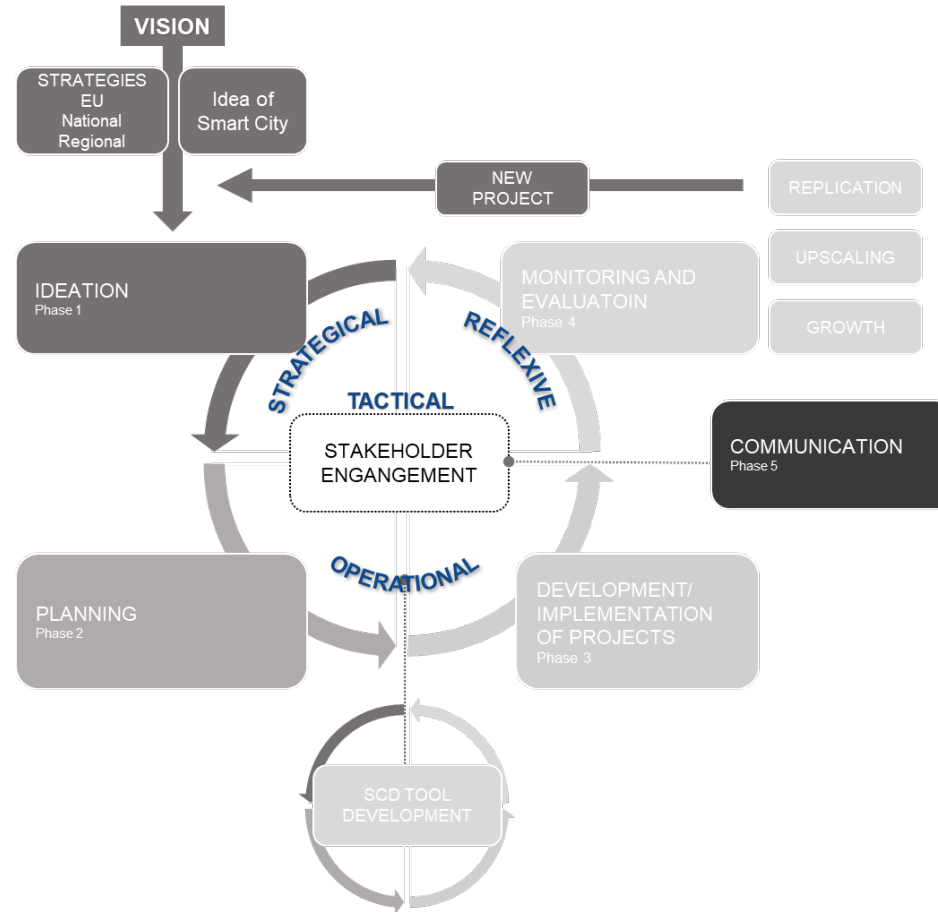 VISION
STRATEGIES
EU
National
Regional
Idea of
Smart City
NEW
PROJECT
REPLICATION
UPSCALING
GROWTH
IDEATION
Phase 1
MONITORING AND
EVALUATOIN
Phase 4
STRATEGICAL
REFLEXIVE
TACTICAL
STAKEHOLDER
ENGANGEMENT
COMMUNICATION
Phase 5
OPERATIONAL
PLANNING
Phase 2
DEVELOPMENT/
IMPLEMENTATION
OF PROJECTS
Phase 3
SCD TOOL
DEVELOPMENT